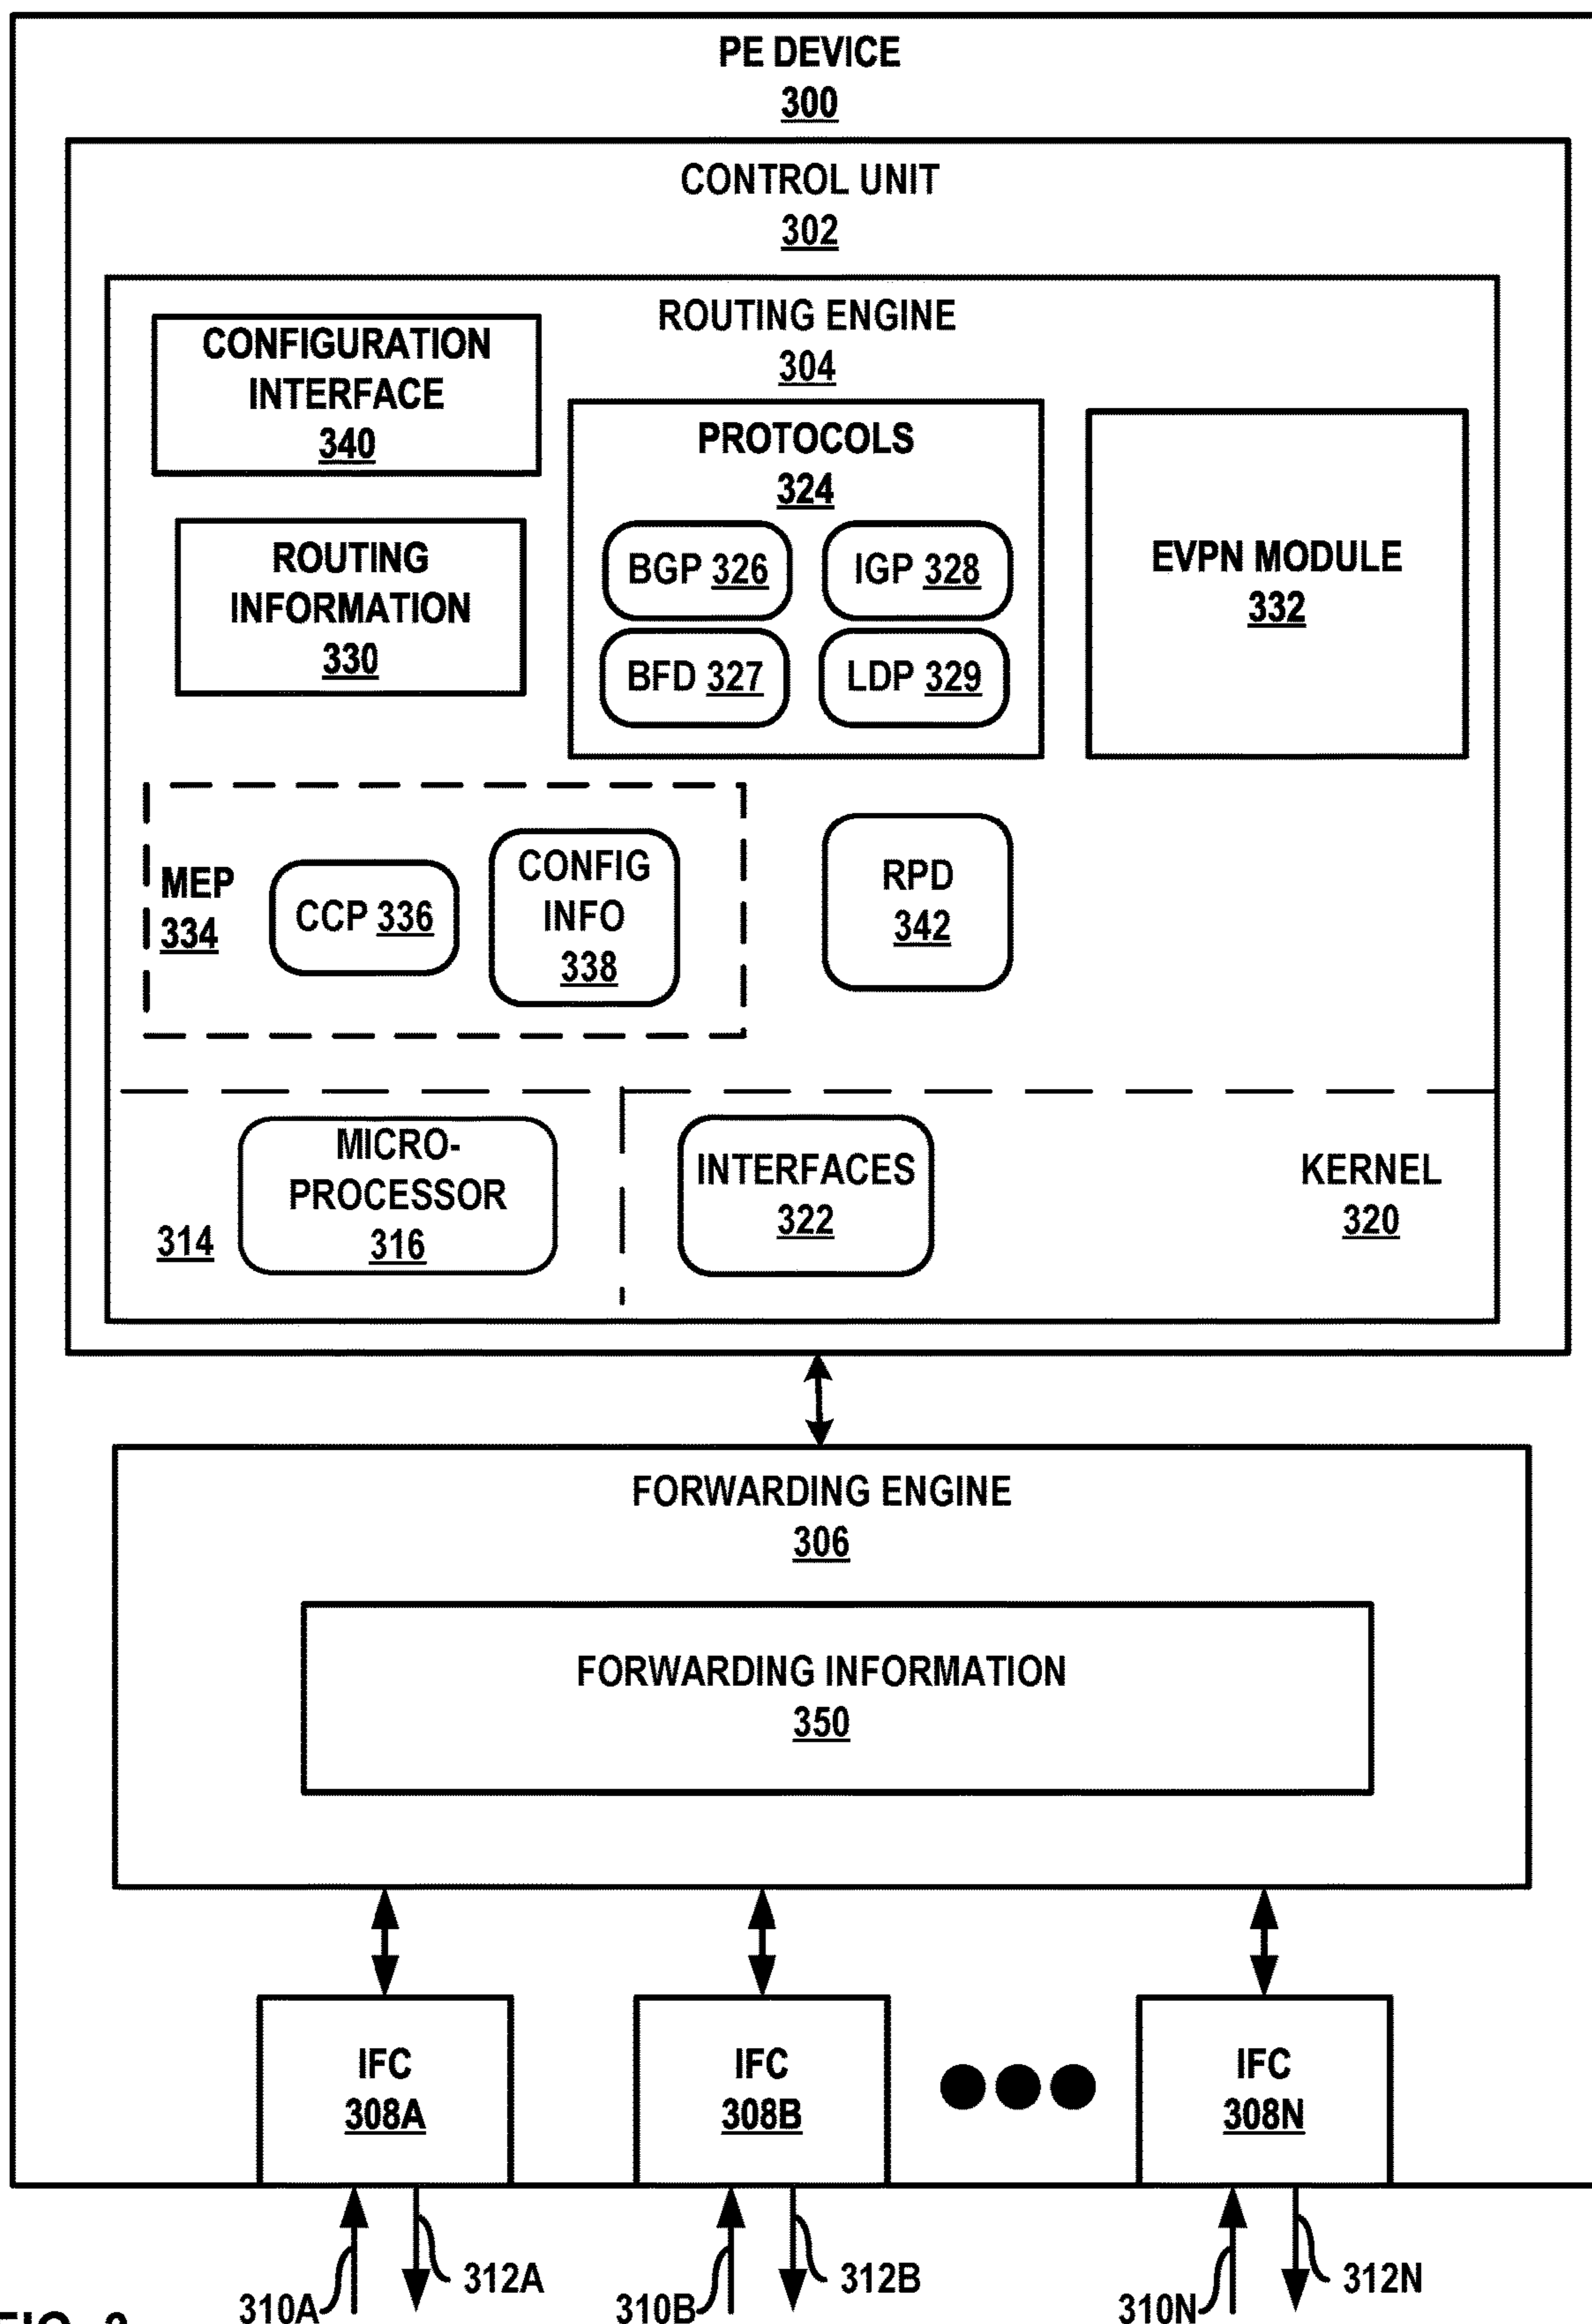 PE DEVICE
300
CONTROL UNIT
302
ROUTING ENGINE
304
CONFIGURATION
INTERFACE
340
PROTOCOLS
324
BGP 326
IGP 328
BFD 327
LDP 329
EVPN MODULE
332
ROUTING
INFORMATION
330
MEP
334
CCP 336
CONFIG
INFO
338
RPD
342
314
MICRO-
PROCESSOR
316
INTERFACES
322
KERNEL
320
FORWARDING ENGINE
306
FORWARDING INFORMATION
350
IFC
308A
IFC
308B
IFC
308N
310A
312A
310B
312B
310N
312N